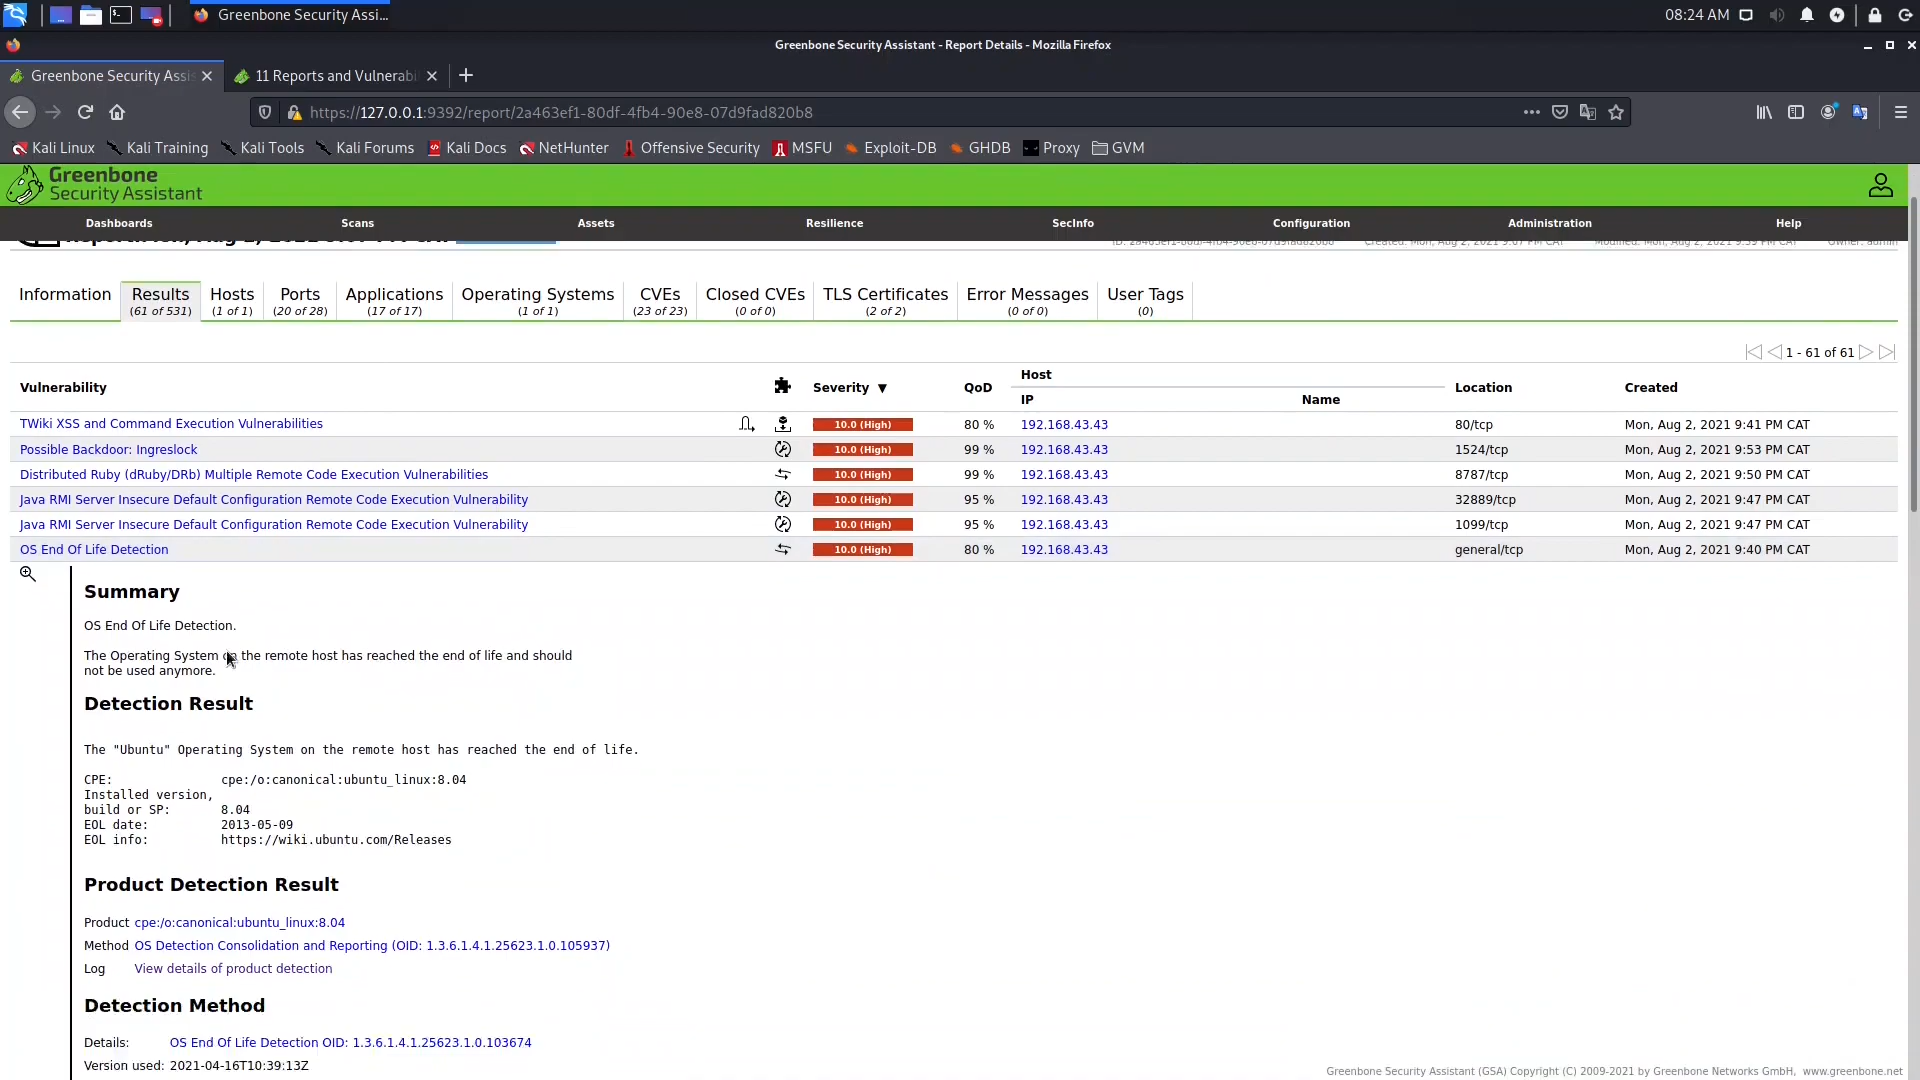 Greenbone Security Assi...
08:24 AM
Greenbone Security Assistant - Report Details - Mozilla Firefox
Greenbone Security Assis
11 Reports and Vulnerabi
https://127.0.0.1:9392/report/2a463ef1-80df-4fb4-90e8-07d9fad820b8
Kali Linux
Kali Training
Kali Tools
Kali Forums
Kali Docs
NetHunter
Offensive Security
MSFU
Exploit-DB
GHDB
Proxy
GVM
Greenbone
Security Assistant
Dashboards
Scans
Assets
Resilience
SecInfo
Configuration
Administration
Help
Information
Results
(61 of 531)
Hosts
(1 of 1)
Ports
(20 of 28)
Applications
(17 of 17)
Operating Systems
(1 of 1)
CVEs
(23 of 23)
Closed CVEs
(0 of 0)
TLS Certificates
(2 of 2)
Error Messages
(0 of 0)
User Tags
(0)
1 - 61 of 61
Vulnerability
Severity ▼
QoD
Host
IP
Name
Location
Created
TWiki XSS and Command Execution Vulnerabilities 10.0 (High) 80 % 192.168.43.43 80/tcp Mon, Aug 2, 2021 9:41 PM CAT
Possible Backdoor: Ingreslock 10.0 (High) 99 % 192.168.43.43 1524/tcp Mon, Aug 2, 2021 9:53 PM CAT
Distributed Ruby (dRuby/DRb) Multiple Remote Code Execution Vulnerabilities 10.0 (High) 99 % 192.168.43.43 8787/tcp Mon, Aug 2, 2021 9:50 PM CAT
Java RMI Server Insecure Default Configuration Remote Code Execution Vulnerability 10.0 (High) 95 % 192.168.43.43 32889/tcp Mon, Aug 2, 2021 9:47 PM CAT
Java RMI Server Insecure Default Configuration Remote Code Execution Vulnerability 10.0 (High) 95 % 192.168.43.43 1099/tcp Mon, Aug 2, 2021 9:47 PM CAT
OS End Of Life Detection 10.0 (High) 80 % 192.168.43.43 general/tcp Mon, Aug 2, 2021 9:40 PM CAT
Summary
OS End Of Life Detection.
The Operating System on the remote host has reached the end of life and should
not be used anymore.
Detection Result
The "Ubuntu" Operating System on the remote host has reached the end of life.
CPE: cpe:/o:canonical:ubuntu_linux:8.04
Installed version,
build or SP: 8.04
EOL date: 2013-05-09
EOL info: https://wiki.ubuntu.com/Releases
Product Detection Result
Product cpe:/o:canonical:ubuntu_linux:8.04
Method OS Detection Consolidation and Reporting (OID: 1.3.6.1.4.1.25623.1.0.105937)
Log View details of product detection
Detection Method
Details: OS End Of Life Detection OID: 1.3.6.1.4.1.25623.1.0.103674
Version used: 2021-04-16T10:39:13Z
Greenbone Security Assistant (GSA) Copyright (C) 2009-2021 by Greenbone Networks GmbH, www.greenbone.net